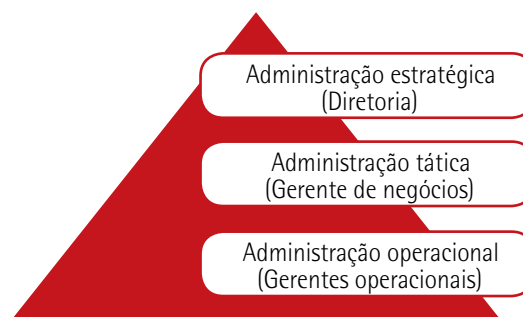 Administração estratégica
(Diretoria)
Administração tática
(Gerente de negócios)
Administração operacional
(Gerentes operacionais)